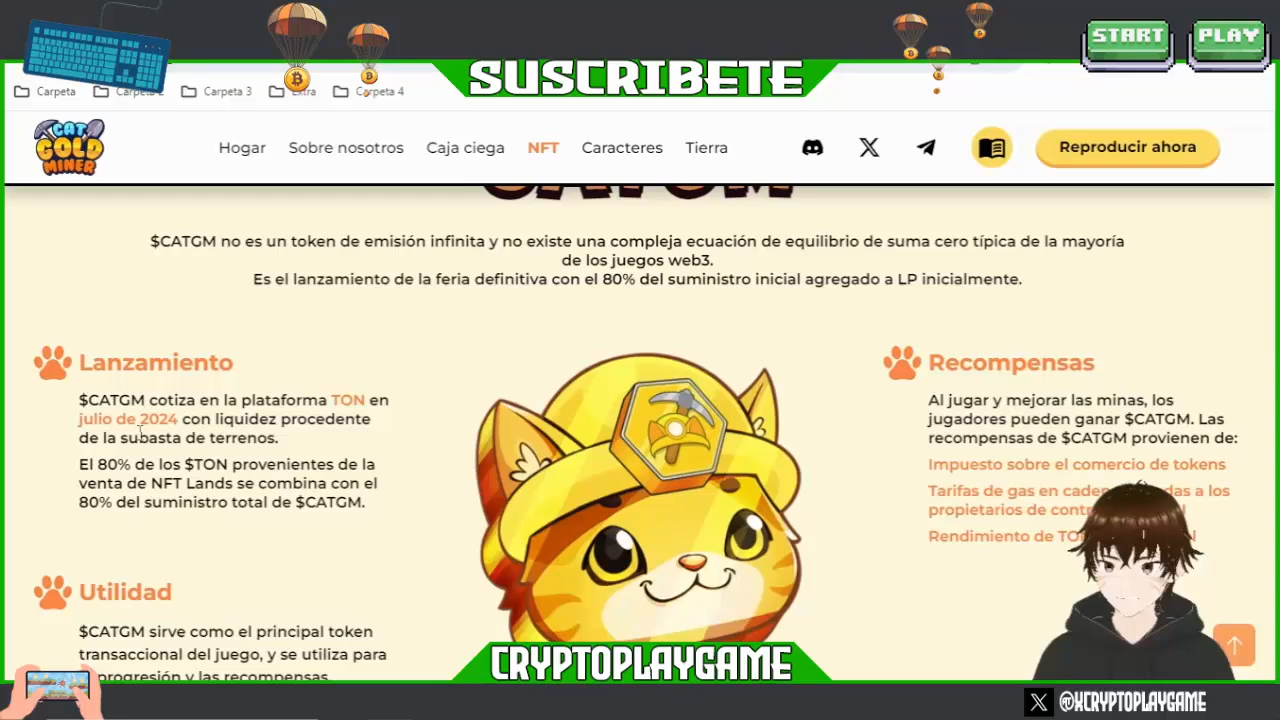 START
PLAY
SUSCRIBETE
Carpeta
Carpeta 3
Extra
Carpeta 4
CAT
GOLD
MINER
Hogar
Sobre nosotros
Caja ciega
NFT
Caracteres
Tierra
Reproducir ahora
$CATGM no es un token de emisión infinita y no existe una compleja ecuación de equilibrio de suma cero típica de la mayoría
de los juegos web3.
Es el lanzamiento de la feria definitiva con el 80% del suministro inicial agregado a LP inicialmente.
Lanzamiento
$CATGM cotiza en la plataforma TON en
julio de 2024 con liquidez procedente
de la subasta de terrenos.
El 80% de los $TON provenientes de la
venta de NFT Lands se combina con el
80% del suministro total de $CATGM.
Utilidad
$CATGM sirve como el principal token
transaccional del juego, y se utiliza para
progresión y las recompensas.
Recompensas
Al jugar y mejorar las minas, los
jugadores pueden ganar $CATGM. Las
recompensas de $CATGM provienen de:
Impuesto sobre el comercio de tokens
Tarifas de gas en a los
propietarios de
Rendimiento de
CRYPTOPLAYGAME
@XCRYPTOPLAYGAME